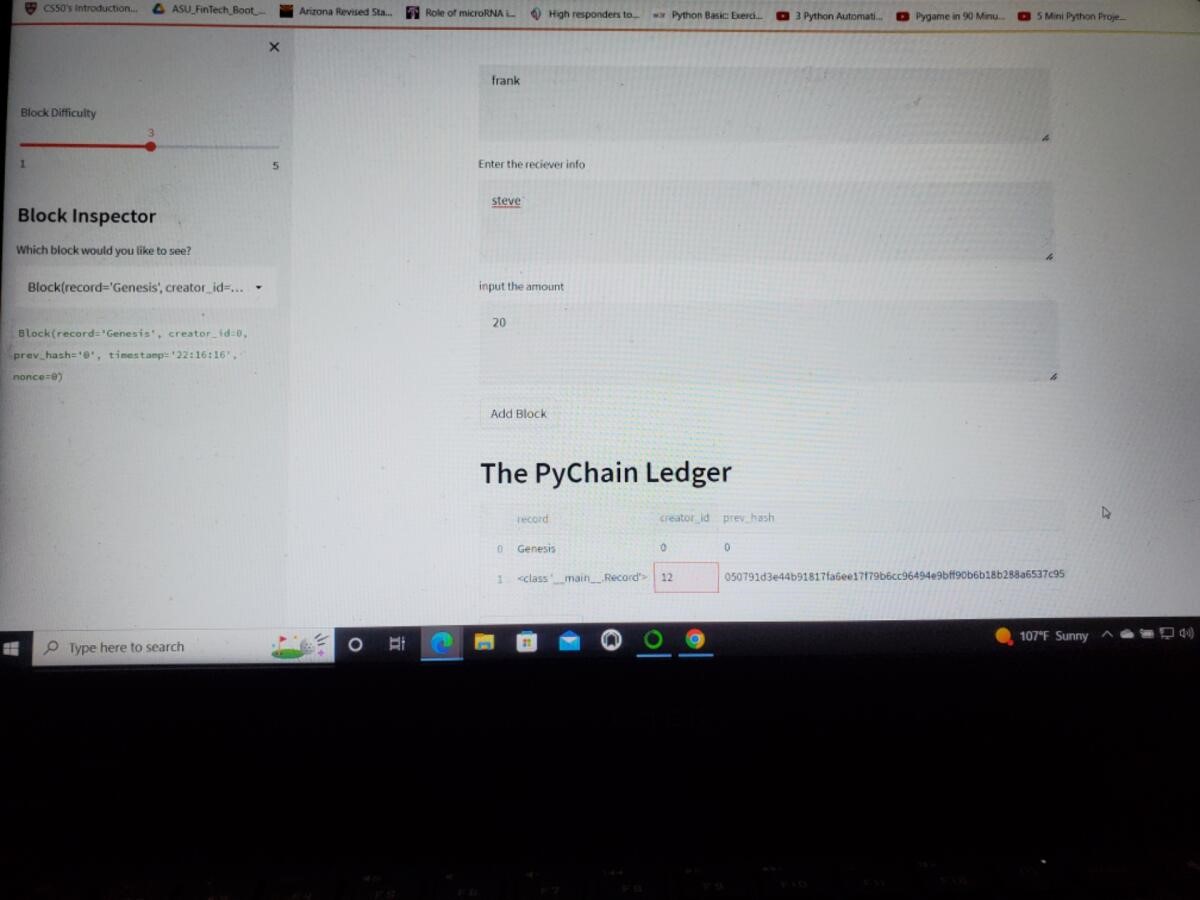 CS50's Introduction...
ASU_FinTech_Boot_...
Arizona Revised Sta...
Role of microRNA i...
High responders to...
Python Basic: Exerci...
3 Python Automati...
Pygame in 90 Minu...
5 Mini Python Proje...
Block Difficulty
3
1
5
Block Inspector
Which block would you like to see?
Block(record='Genesis', creator_id=...
Block(record='Genesis', creator_id=0,
prev_hash='0', timestamp='22:16:16',
nonce=0)
frank
Enter the reciever info
steve
input the amount
20
Add Block
The PyChain Ledger
record creator_id prev_hash
0 Genesis 0 0
1 <class '__main__.Record'> 12 050791d3e44b91817fa6ee17f79b6cc96494e9bff90b6b18b288a6537c95
Type here to search
107°F Sunny